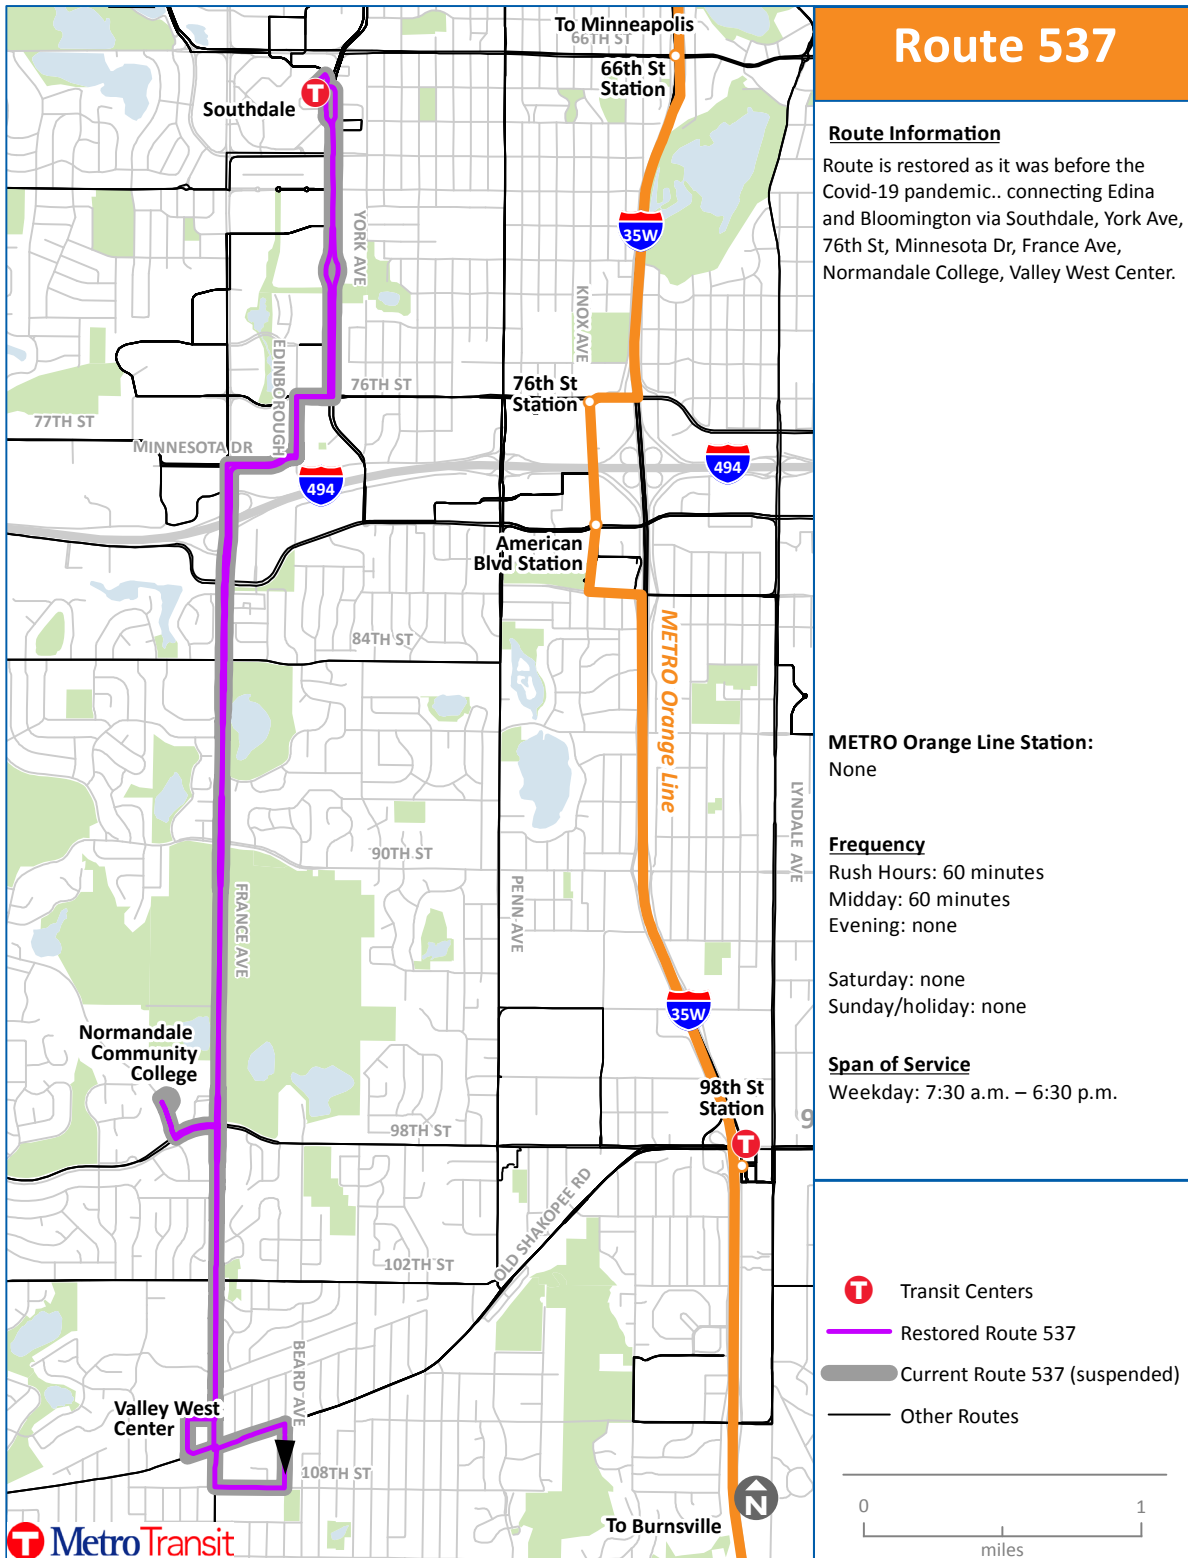 To Minneapolis
66TH ST
66th St
Station
T
Southdale
35W
YORK AVE
KNOX AVE
EDINBOROUGH
76TH ST
76th St
Station
77TH ST
MINNESOTA DR
494
494
American
Blvd Station
84TH ST
METRO Orange Line
LYNDALE AVE
90TH ST
PENN AVE
FRANCE AVE
35W
Normandale
Community
College
98th St
Station
9
T
98TH ST
OLD SHAKOPEE RD
102TH ST
BEARD AVE
Valley West
Center
108TH ST
N
To Burnsville
T MetroTransit
Route 537
Route Information
Route is restored as it was before the
Covid-19 pandemic.. connecting Edina
and Bloomington via Southdale, York Ave,
76th St, Minnesota Dr, France Ave,
Normandale College, Valley West Center.
METRO Orange Line Station:
None
Frequency
Rush Hours: 60 minutes
Midday: 60 minutes
Evening: none
Saturday: none
Sunday/holiday: none
Span of Service
Weekday: 7:30 a.m. – 6:30 p.m.
T Transit Centers
Restored Route 537
Current Route 537 (suspended)
Other Routes
0 1
miles